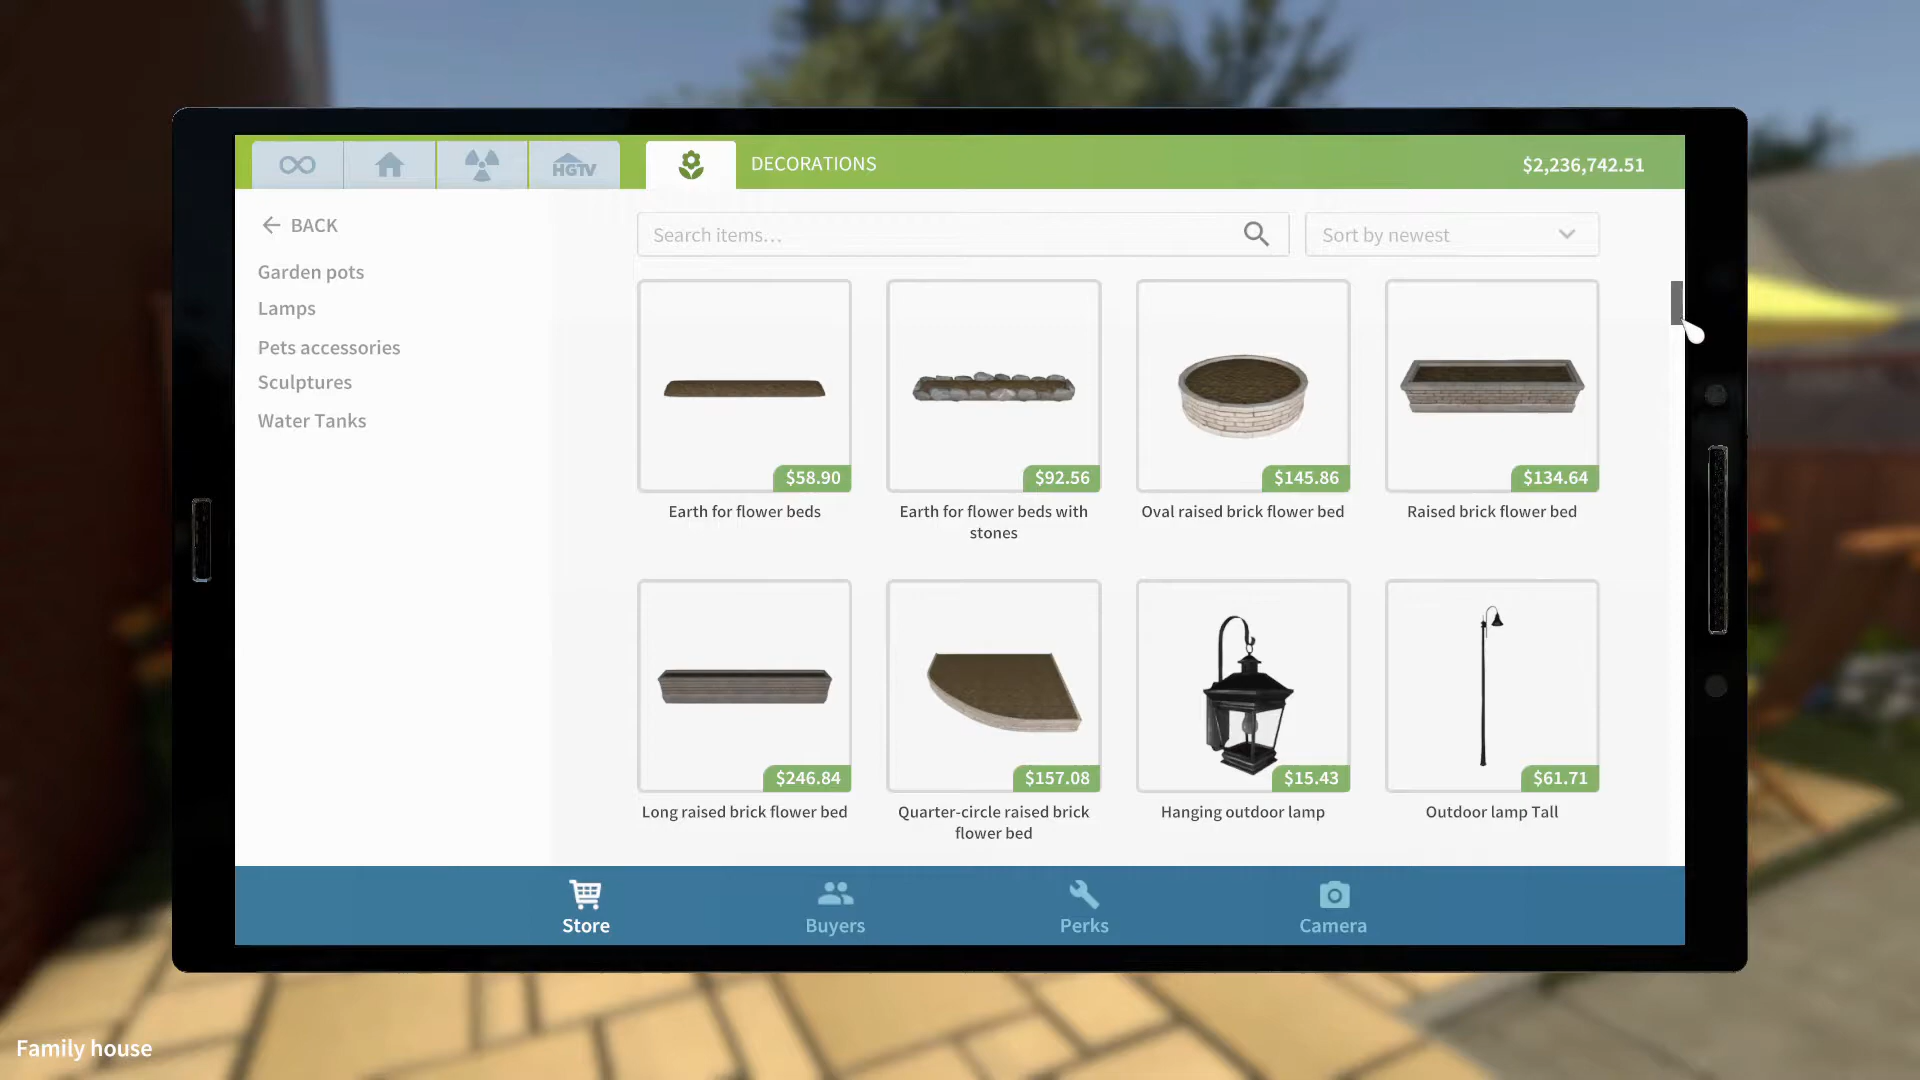 HGTV
DECORATIONS
$2,236,742.51
BACK
Garden pots
Lamps
Pets accessories
Sculptures
Water Tanks
Search items...
Sort by newest
$58.90
$92.56
$145.86
$134.64
Earth for flower beds
Earth for flower beds with
stones
Oval raised brick flower bed
Raised brick flower bed
$246.84
$157.08
$15.43
$61.71
Long raised brick flower bed
Quarter-circle raised brick
flower bed
Hanging outdoor lamp
Outdoor lamp Tall
Store
Buyers
Perks
Camera
Family house